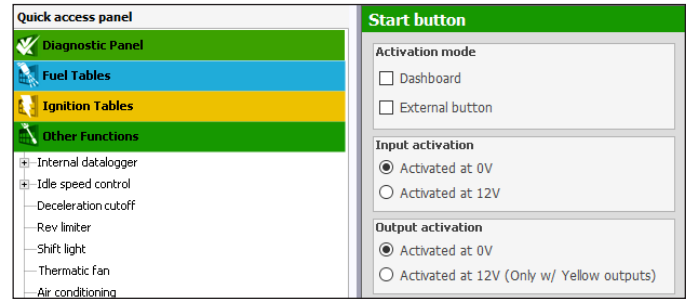 Quick access panel
Diagnostic Panel
Fuel Tables
Ignition Tables
Other Functions
Internal datalogger
Idle speed control
Deceleration cutoff
Rev limiter
Shift light
Thermatic fan
Air conditioning
Start button
Activation mode
Dashboard
External button
Input activation
Activated at 0V
Activated at 12V
Output activation
Activated at 0V
Activated at 12V (Only w/ Yellow outputs)